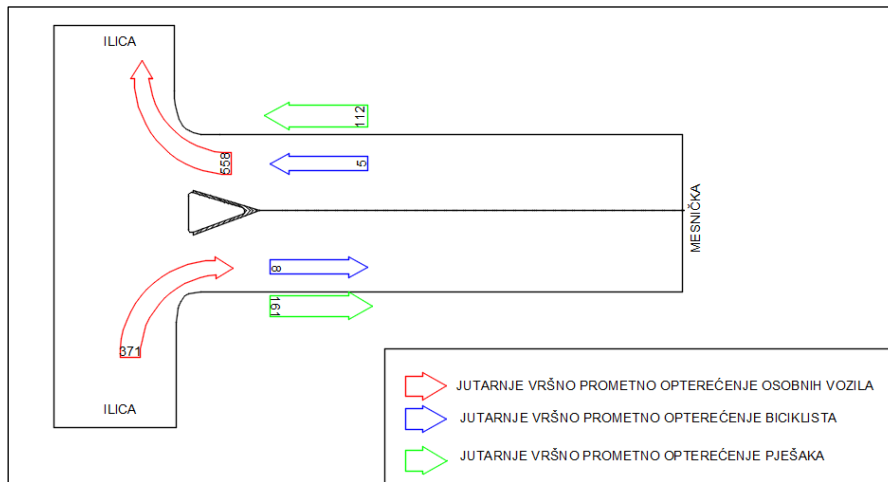 ILICA
112
558
5
MESNIČKA
8
161
371
ILICA
JUTARNJE VRŠNO PROMETNO OPTEREĆENJE OSOBNIH VOZILA
JUTARNJE VRŠNO PROMETNO OPTEREĆENJE BICIKLISTA
JUTARNJE VRŠNO PROMETNO OPTEREĆENJE PJEŠAKA